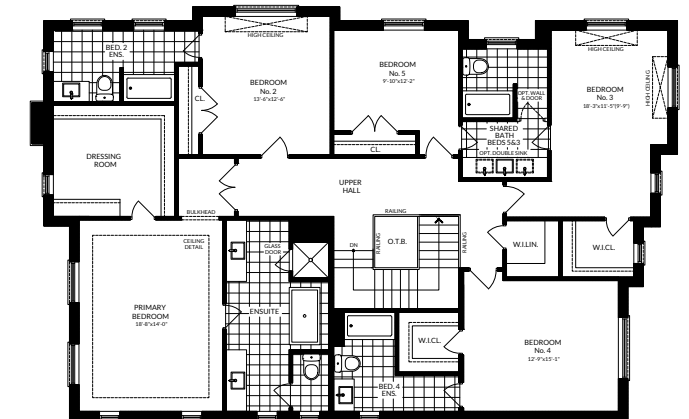 BED. 2
ENS.
HIGH CEILING
BEDROOM
No. 2
13'-6"x12'-6"
CL.
BEDROOM
No. 5
9'-10"x12'-2"
CL.
OPT. WALL
& DOOR
SHARED
BATH
BEDS 5&3
OPT. DOUBLE SINK
HIGH CEILING
HIGH CEILING
BEDROOM
No. 3
18'-3"x11'-5"(9'-9")
DRESSING
ROOM
BULKHEAD
UPPER
HALL
RAILING
RAILING
O.T.B.
RAILING
DN
W.I.LIN.
W.I.CL.
CEILING
DETAIL
GLASS
DOOR
PRIMARY
BEDROOM
18'-8"x14'-0"
ENSUITE
W.I.CL.
BEDROOM
No. 4
12'-9"x15'-1"
BED. 4
ENS.